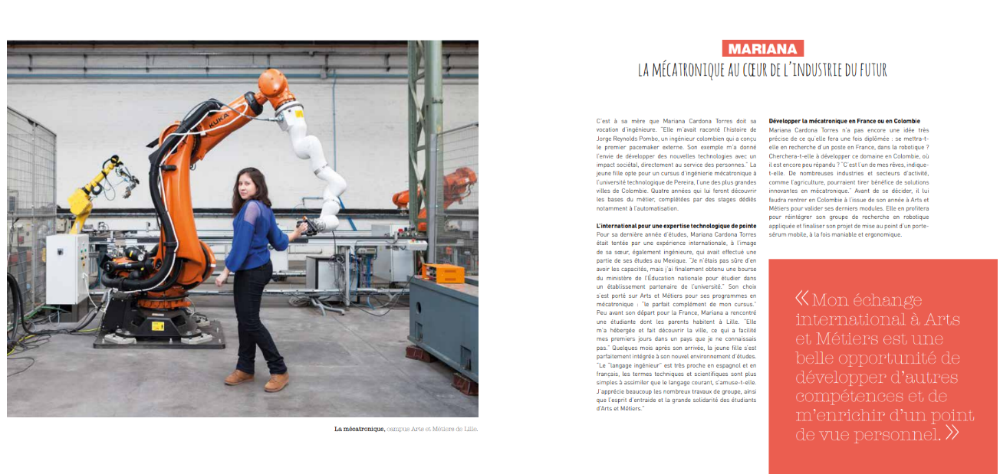 KUKA
La mécatronique, campus Arts et Métiers de Lille.
MARIANA
LA MÉCATRONIQUE AU CŒUR DE L'INDUSTRIE DU FUTUR
C'est à sa mère que Mariana Cardona Torres doit sa
vocation d'ingénieure. "Elle m'avait raconté l'histoire de
Jorge Reynolds Pombo, un ingénieur colombien qui a conçu
le premier pacemaker externe. Son exemple m'a donné
l'envie de développer des nouvelles technologies avec un
impact sociétal, directement au service des personnes." La
jeune fille opte pour un cursus d'ingénierie mécatronique à
l'université technologique de Pereira, l'une des plus grandes
villes de Colombie. Quatre années qui lui feront découvrir
les bases du métier, complétées par des stages dédiés
notamment à l'automatisation.
L'international pour une expertise technologique de pointe
Pour sa dernière année d'études, Mariana Cardona Torres
était tentée par une expérience internationale, à l'image
de sa sœur, également ingénieure, qui avait effectué une
partie de ses études au Mexique. "Je n'étais pas sûre d'en
avoir les capacités, mais j'ai finalement obtenu une bourse
du ministère de l'Éducation nationale pour étudier dans
un établissement partenaire de l'université." Son choix
s'est porté sur Arts et Métiers pour ses programmes en
mécatronique : "le parfait complément de mon cursus."
Peu avant son départ pour la France, Mariana a rencontré
une étudiante dont les parents habitent à Lille. "Elle
m'a hébergée et fait découvrir la ville, ce qui a facilité
mes premiers jours dans un pays que je ne connaissais
pas." Quelques mois après son arrivée, la jeune fille s'est
parfaitement intégrée à son nouvel environnement d'études.
"Le "langage ingénieur" est très proche en espagnol et en
français, les termes techniques et scientifiques sont plus
simples à assimiler que le langage courant, s'amuse-t-elle.
J'apprécie beaucoup les nombreux travaux de groupe, ainsi
que l'esprit d'entraide et la grande solidarité des étudiants
d'Arts et Métiers."
Développer la mécatronique en France ou en Colombie
Mariana Cardona Torres n'a pas encore une idée très
précise de ce qu'elle fera une fois diplômée : se mettra-t-
elle en recherche d'un poste en France, dans la robotique ?
Cherchera-t-elle à développer ce domaine en Colombie, où
il est encore peu répandu ? "C'est l'un de mes rêves, indique-
t-elle. De nombreuses industries et secteurs d'activité,
comme l'agriculture, pourraient tirer bénéfice de solutions
innovantes en mécatronique." Avant de se décider, il lui
faudra rentrer en Colombie à l'issue de son année à Arts et
Métiers pour valider ses derniers modules. Elle en profitera
pour réintégrer son groupe de recherche en robotique
appliquée et finaliser son projet de mise au point d'un porte-
sérum mobile, à la fois maniable et ergonomique.
« Mon échange
international à Arts
et Métiers est une
belle opportunité de
développer d'autres
compétences et de
m'enrichir d'un point
de vue personnel. »